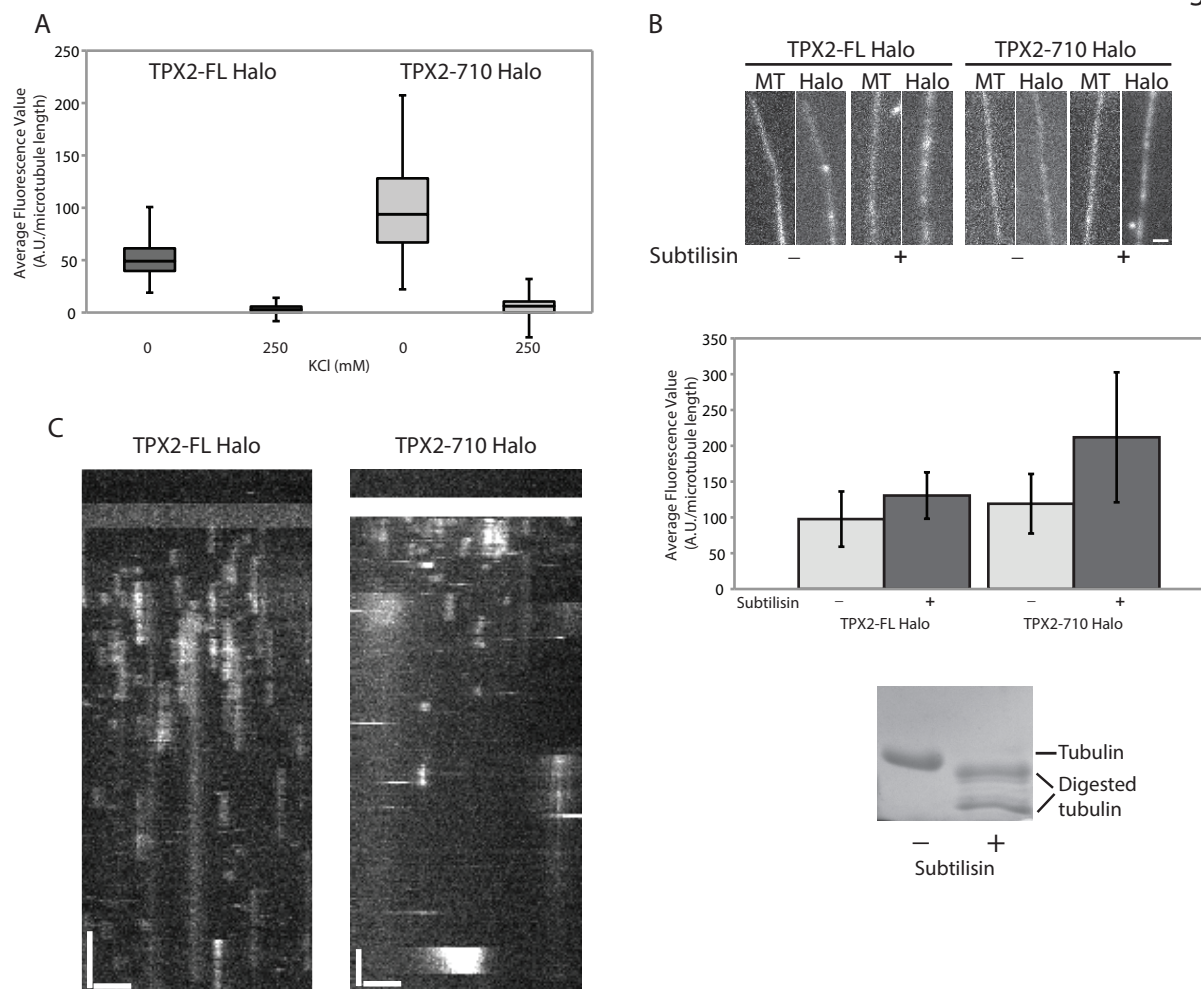 A
250
200
150
100
50
0
Average Fluorescence Value
(A.U./microtubule length)
TPX2-FL Halo
TPX2-710 Halo
0
250
0
250
KCl (mM)
B
TPX2-FL Halo
TPX2-710 Halo
MT
Halo
MT
Halo
MT
Halo
MT
Halo
Subtilisin
–
+
–
+
350
300
250
200
150
100
50
0
Average Fluorescence Value
(A.U./microtubule length)
Subtilisin
–
+
–
+
TPX2-FL Halo
TPX2-710 Halo
Tubulin
Digested
tubulin
–
+
Subtilisin
C
TPX2-FL Halo
TPX2-710 Halo